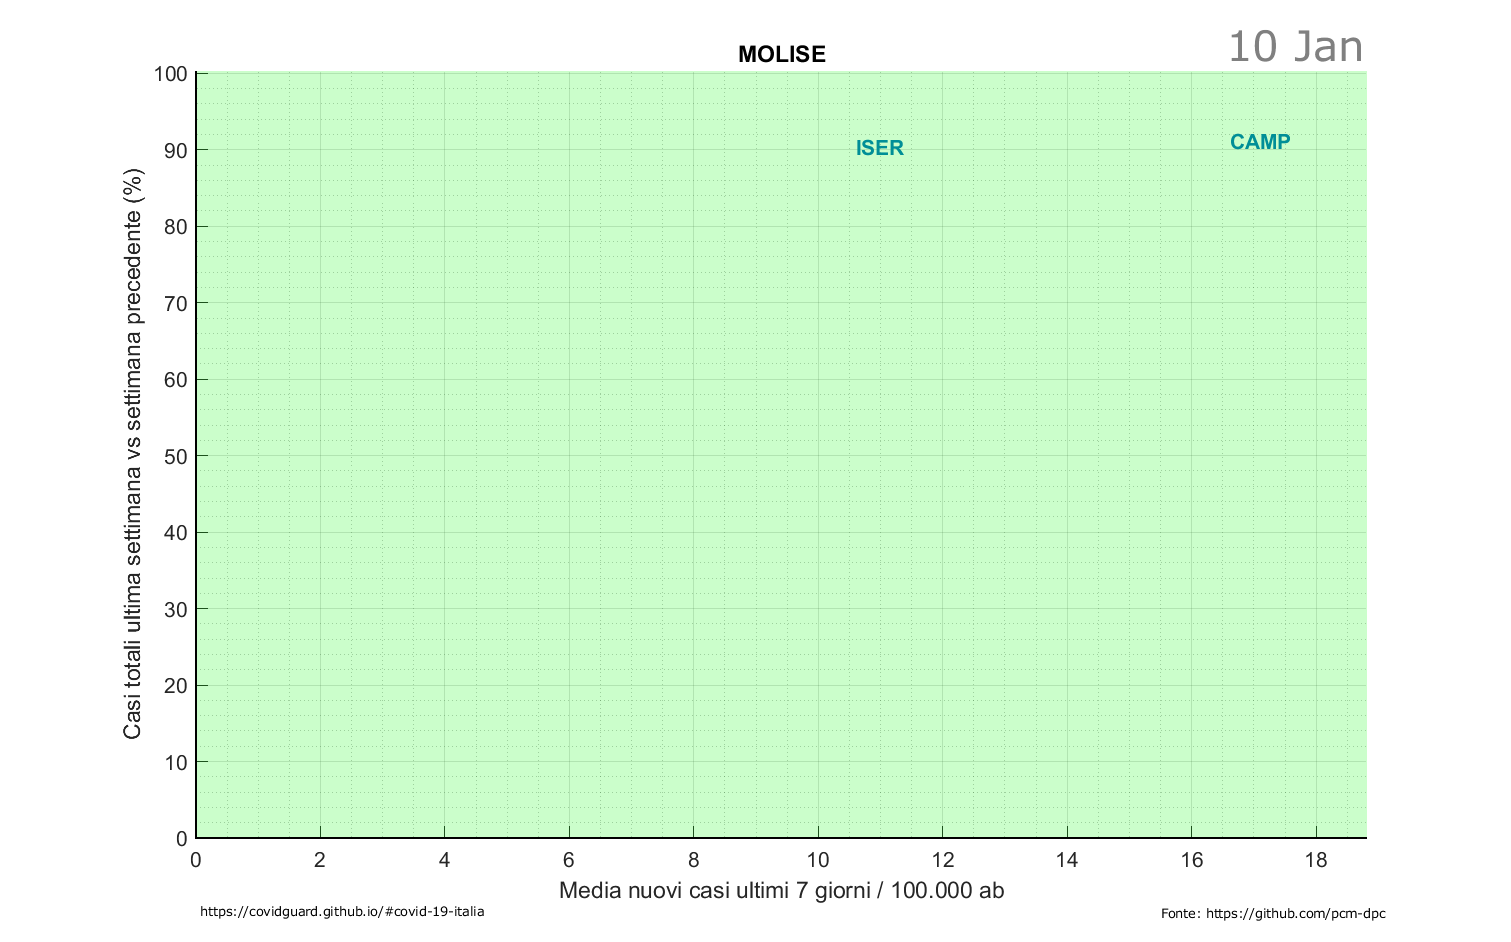 10 Jan
MOLISE
100
90
80
70
60
50
40
30
20
10
0
Casi totali ultima settimana vs settimana precedente (%)
ISER
CAMP
0 2 4 6 8 10 12 14 16 18
Media nuovi casi ultimi 7 giorni / 100.000 ab
https://covidguard.github.io/#covid-19-italia
Fonte: https://github.com/pcm-dpc